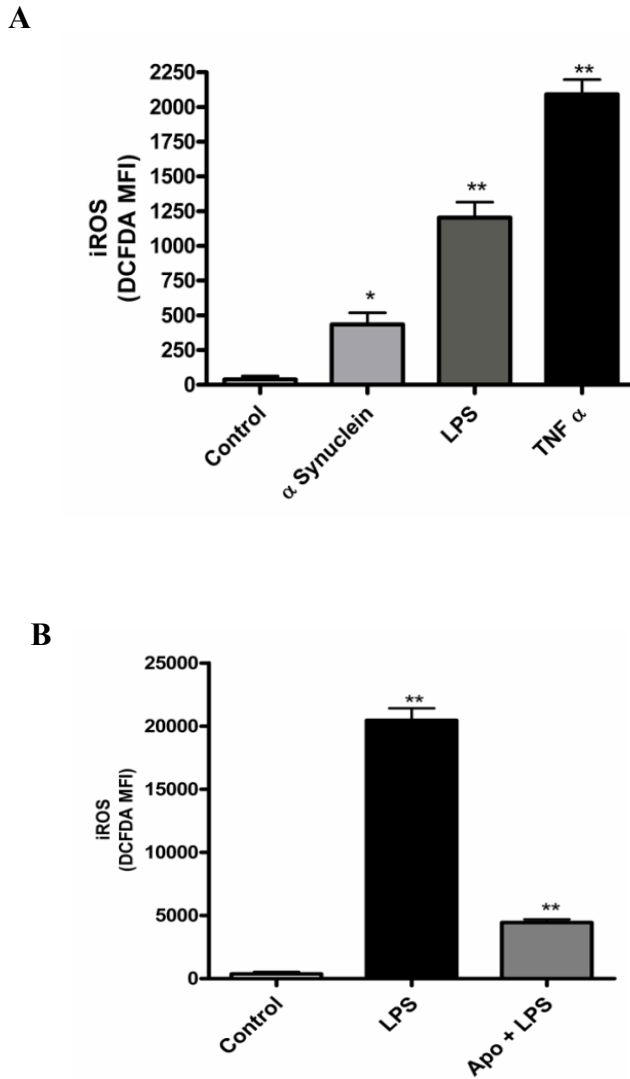 A
iROS
(DCFDA MFI)
2250
2000
1750
1500
1250
1000
750
500
250
0
*
**
**
Control
α Synuclein
LPS
TNF α
B
iROS
(DCFDA MFI)
25000
20000
15000
10000
5000
0
**
**
Control
LPS
Apo + LPS